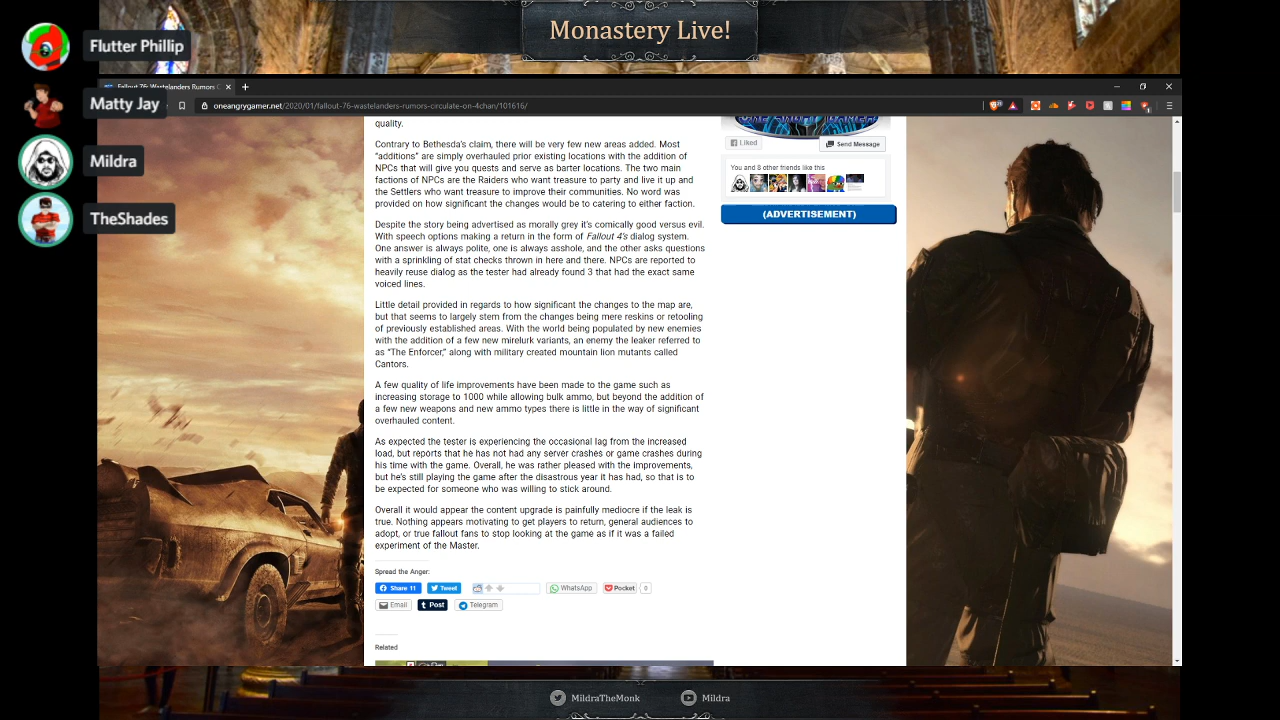 Monastery Live!
Flutter Phillip
Matty Jay
Mildra
TheShades
Fallout 76: Wastelanders Rumors C
oneangrygamer.net/2020/01/fallout-76-wastelanders-rumors-circulate-on-4chan/101616/
quality.
Contrary to Bethesda's claim, there will be very few new areas added. Most
"additions" are simply overhauled prior existing locations with the addition of
NPCs that will give you quests and serve as barter locations. The two main
factions of NPCs are the Raiders who want treasure to party and live it up and
the Settlers who want treasure to improve their communities. No word was
provided on how significant the changes would be to catering to either faction.
Despite the story being advertised as morally grey it's comically good versus evil.
With speech options making a return in the form of Fallout 4's dialog system.
One answer is always polite, one is always asshole, and the other asks questions
with a sprinkling of stat checks thrown in here and there. NPCs are reported to
heavily reuse dialog as the tester had already found 3 that had the exact same
voiced lines.
Little detail provided in regards to how significant the changes to the map are,
but that seems to largely stem from the changes being mere reskins or retooling
of previously established areas. With the world being populated by new enemies
with the addition of a few new mirelurk variants, an enemy the leaker referred to
as "The Enforcer," along with military created mountain lion mutants called
Cantors.
A few quality of life improvements have been made to the game such as
increasing storage to 1000 while allowing bulk ammo, but beyond the addition of
a few new weapons and new ammo types there is little in the way of significant
overhauled content.
As expected the tester is experiencing the occasional lag from the increased
load, but reports that he has not had any server crashes or game crashes during
his time with the game. Overall, he was rather pleased with the improvements,
but he's still playing the game after the disastrous year it has had, so that is to
be expected for someone who was willing to stick around.
Overall it would appear the content upgrade is painfully mediocre if the leak is
true. Nothing appears motivating to get players to return, general audiences to
adopt, or true fallout fans to stop looking at the game as if it was a failed
experiment of the Master.
Spread the Anger:
Share 11 Tweet WhatsApp Pocket 0
Email Post Telegram
Related
Liked Send Message
You and 8 other friends like this
(ADVERTISEMENT)
MildraTheMonk Mildra